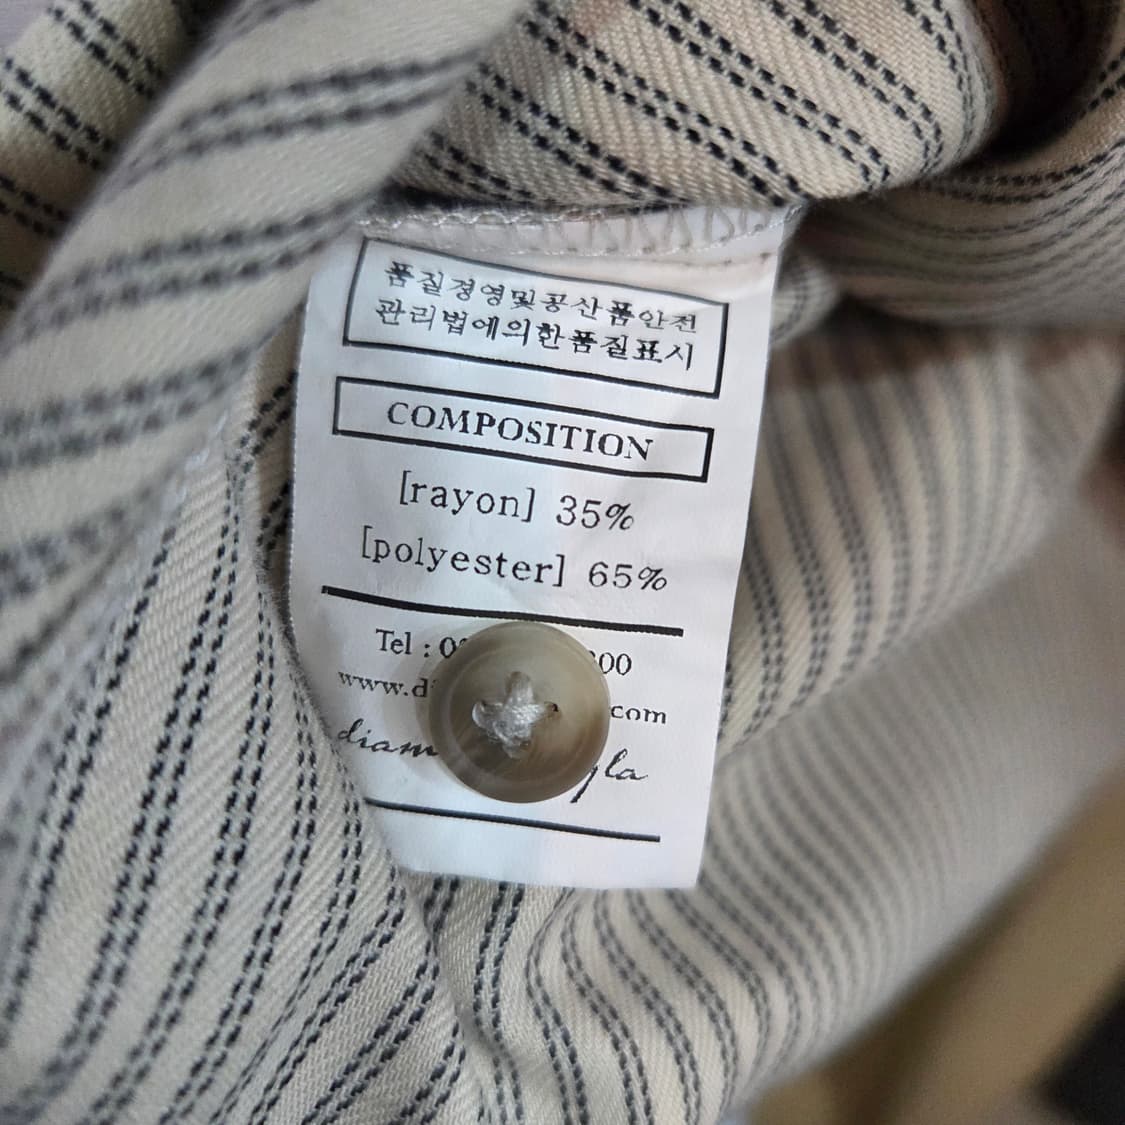 품질경영및공산품안전
관리법에의한품질표시
COMPOSITION
[rayon] 35%
[polyester] 65%
Tel :